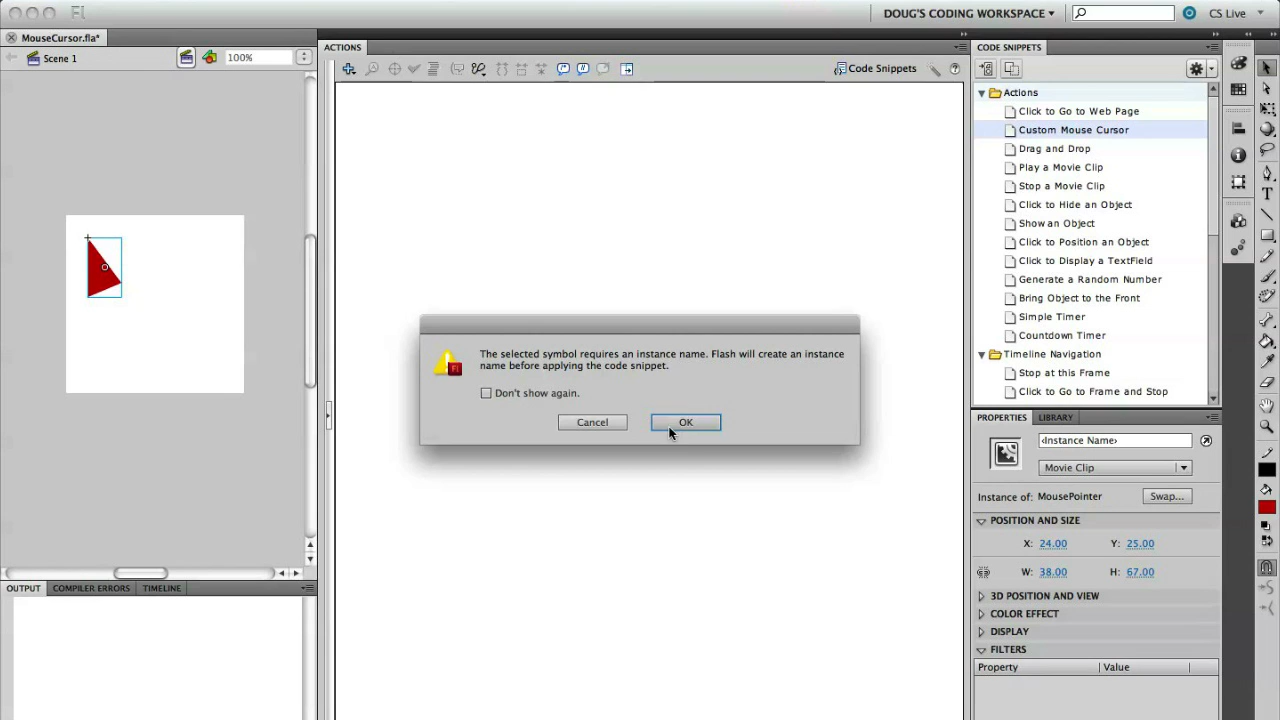 Fl
DOUG'S CODING WORKSPACE
CS Live
MouseCursor.fla*
Scene 1
100%
ACTIONS
Code Snippets
CODE SNIPPETS
Actions
Click to Go to Web Page
Custom Mouse Cursor
Drag and Drop
Play a Movie Clip
Stop a Movie Clip
Click to Hide an Object
Show an Object
Click to Position an Object
Click to Display a TextField
Generate a Random Number
Bring Object to the Front
Simple Timer
Countdown Timer
Timeline Navigation
Stop at this Frame
Click to Go to Frame and Stop
The selected symbol requires an instance name. Flash will create an instance
name before applying the code snippet.
Fl
Don't show again.
Cancel
OK
PROPERTIES
LIBRARY
<Instance Name>
Movie Clip
Instance of: MousePointer
Swap...
POSITION AND SIZE
X: 24.00 Y: 25.00
W: 38.00 H: 67.00
3D POSITION AND VIEW
COLOR EFFECT
DISPLAY
FILTERS
Property Value
OUTPUT
COMPILER ERRORS
TIMELINE